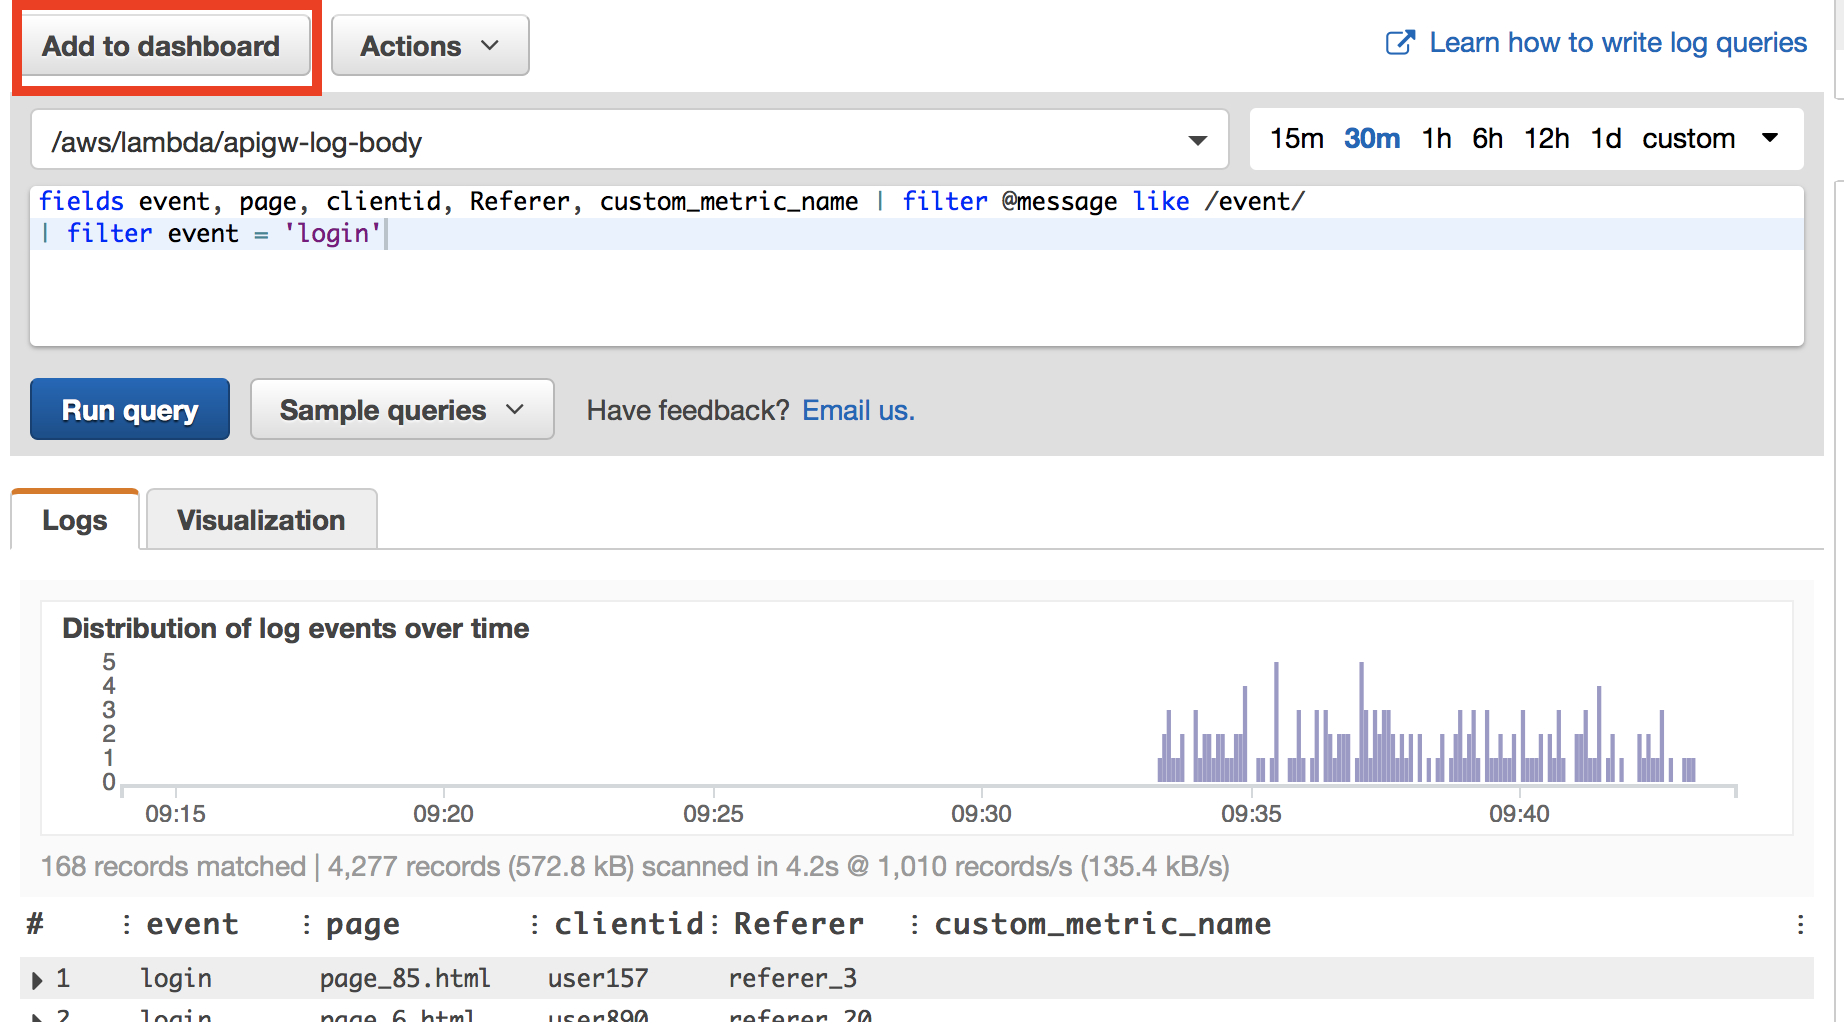 Add to dashboard Actions Learn how to write log queries
/aws/lambda/apigw-log-body 15m 30m 1h 6h 12h 1d custom
fields event, page, clientid, Referer, custom_metric_name | filter @message like /event/
| filter event = 'login'
Run query Sample queries Have feedback? Email us.
Logs Visualization
Distribution of log events over time
5
4
3
2
1
0
09:15 09:20 09:25 09:30 09:35 09:40
168 records matched | 4,277 records (572.8 kB) scanned in 4.2s @ 1,010 records/s (135.4 kB/s)
# event page clientid Referer custom_metric_name
1 login page_85.html user157 referer_3
2 login page_6.html user890 referer_20